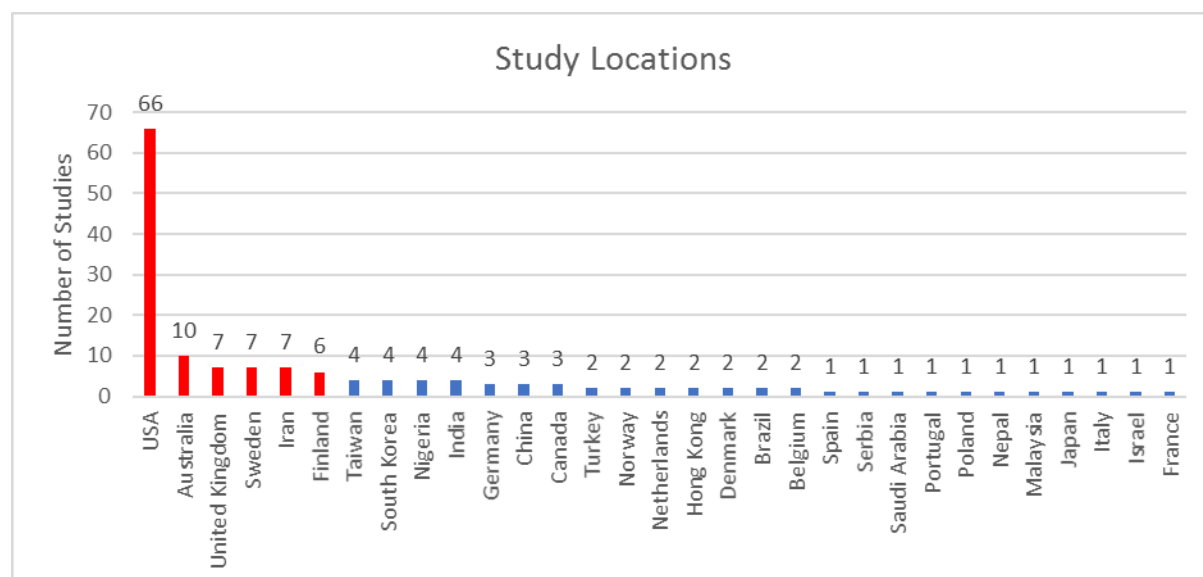 Study Locations
Number of Studies
70
60
50
40
30
20
10
0
66
10
7
7
7
6
4
4
4
4
3
3
3
2
2
2
2
2
2
2
1
1
1
1
1
1
1
1
1
1
1
USA
Australia
United Kingdom
Sweden
Iran
Finland
Taiwan
South Korea
Nigeria
India
Germany
China
Canada
Turkey
Norway
Netherlands
Hong Kong
Denmark
Brazil
Belgium
Spain
Serbia
Saudi Arabia
Portugal
Poland
Nepal
Malaysia
Japan
Italy
Israel
France